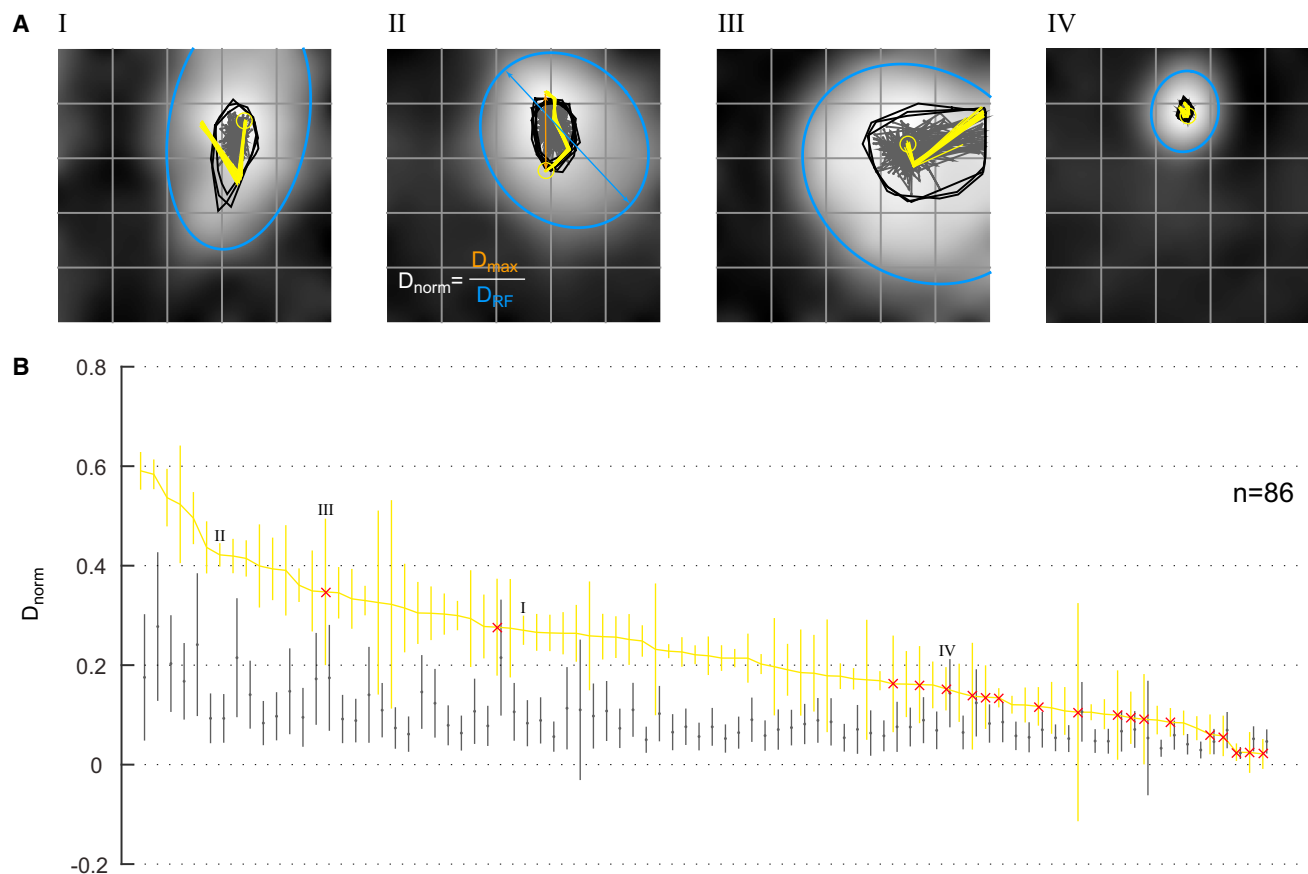 A
I
II
III
IV
Dnorm= Dmax
DRF
B
0.8
0.6
0.4
0.2
0
-0.2
Dnorm
II
III
I
IV
n=86